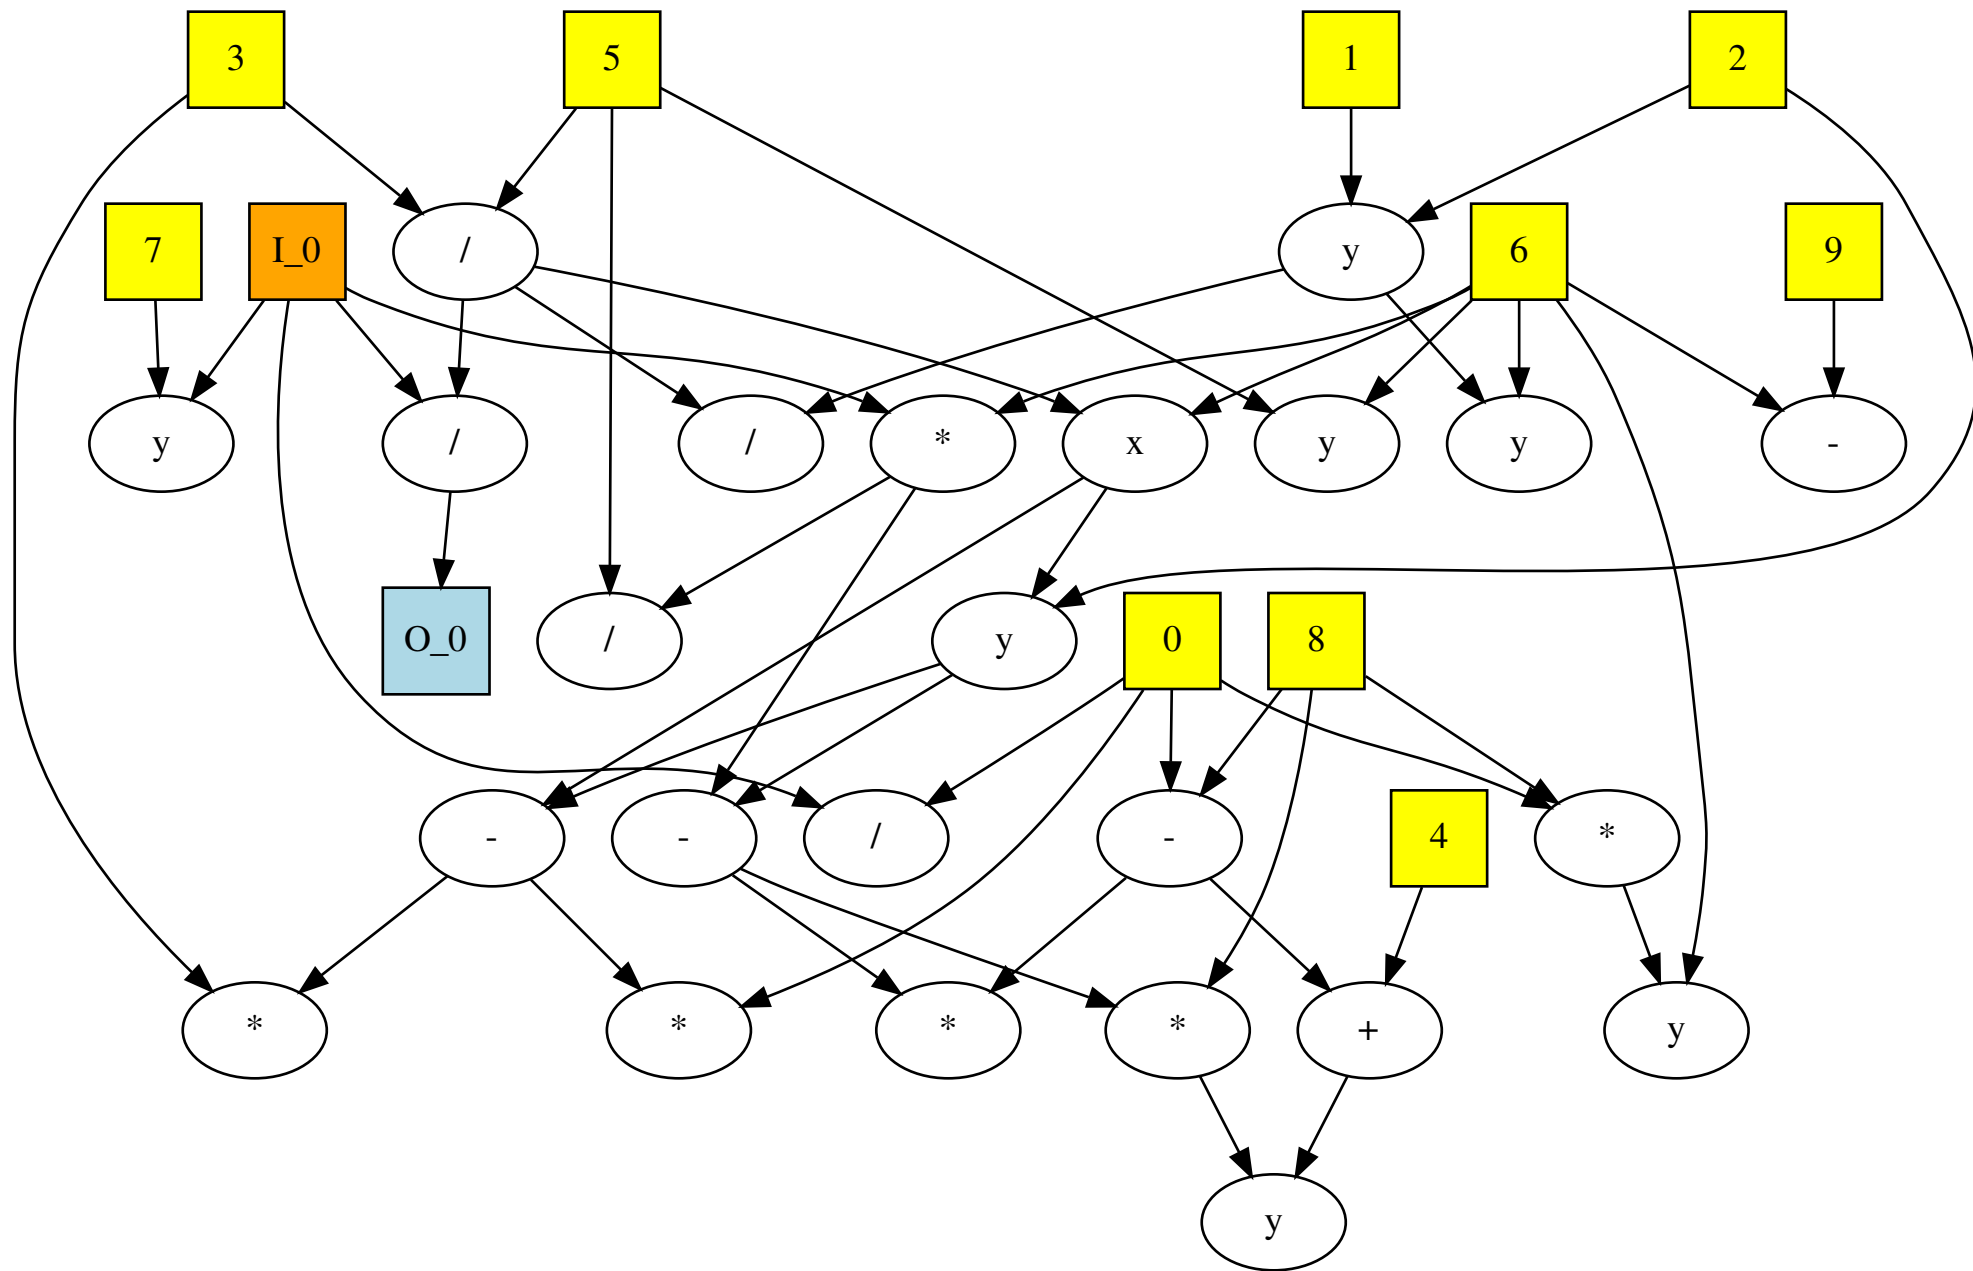 3 5 1 2
7 I_0 / y 6 9
y / / * x y y -
O_0 / y 0 8
- - / - 4 *
* * * * + y
y